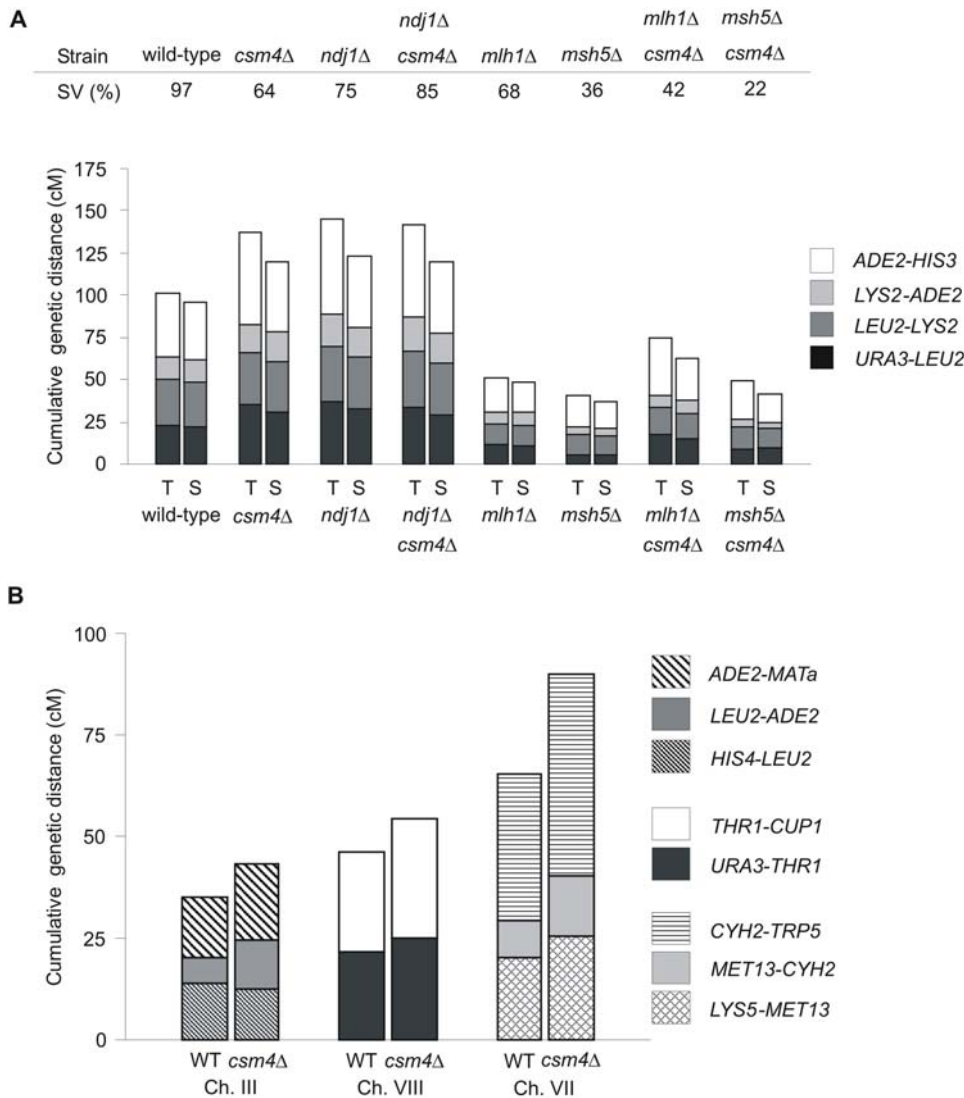 A
ndj1Δ mlh1Δ msh5Δ
Strain wild-type csm4Δ ndj1Δ csm4Δ mlh1Δ msh5Δ csm4Δ csm4Δ
SV (%) 97 64 75 85 68 36 42 22
Cumulative genetic distance (cM)
175
150
125
100
75
50
25
0
ADE2-HIS3
LYS2-ADE2
LEU2-LYS2
URA3-LEU2
T S T S T S T S T S T S T S T S
wild-type csm4Δ ndj1Δ ndj1Δ mlh1Δ msh5Δ mlh1Δ msh5Δ
csm4Δ csm4Δ csm4Δ
B
Cumulative genetic distance (cM)
100
75
50
25
0
ADE2-MATa
LEU2-ADE2
HIS4-LEU2
THR1-CUP1
URA3-THR1
CYH2-TRP5
MET13-CYH2
LYS5-MET13
WT csm4Δ WT csm4Δ WT csm4Δ
Ch. III Ch. VIII Ch. VII